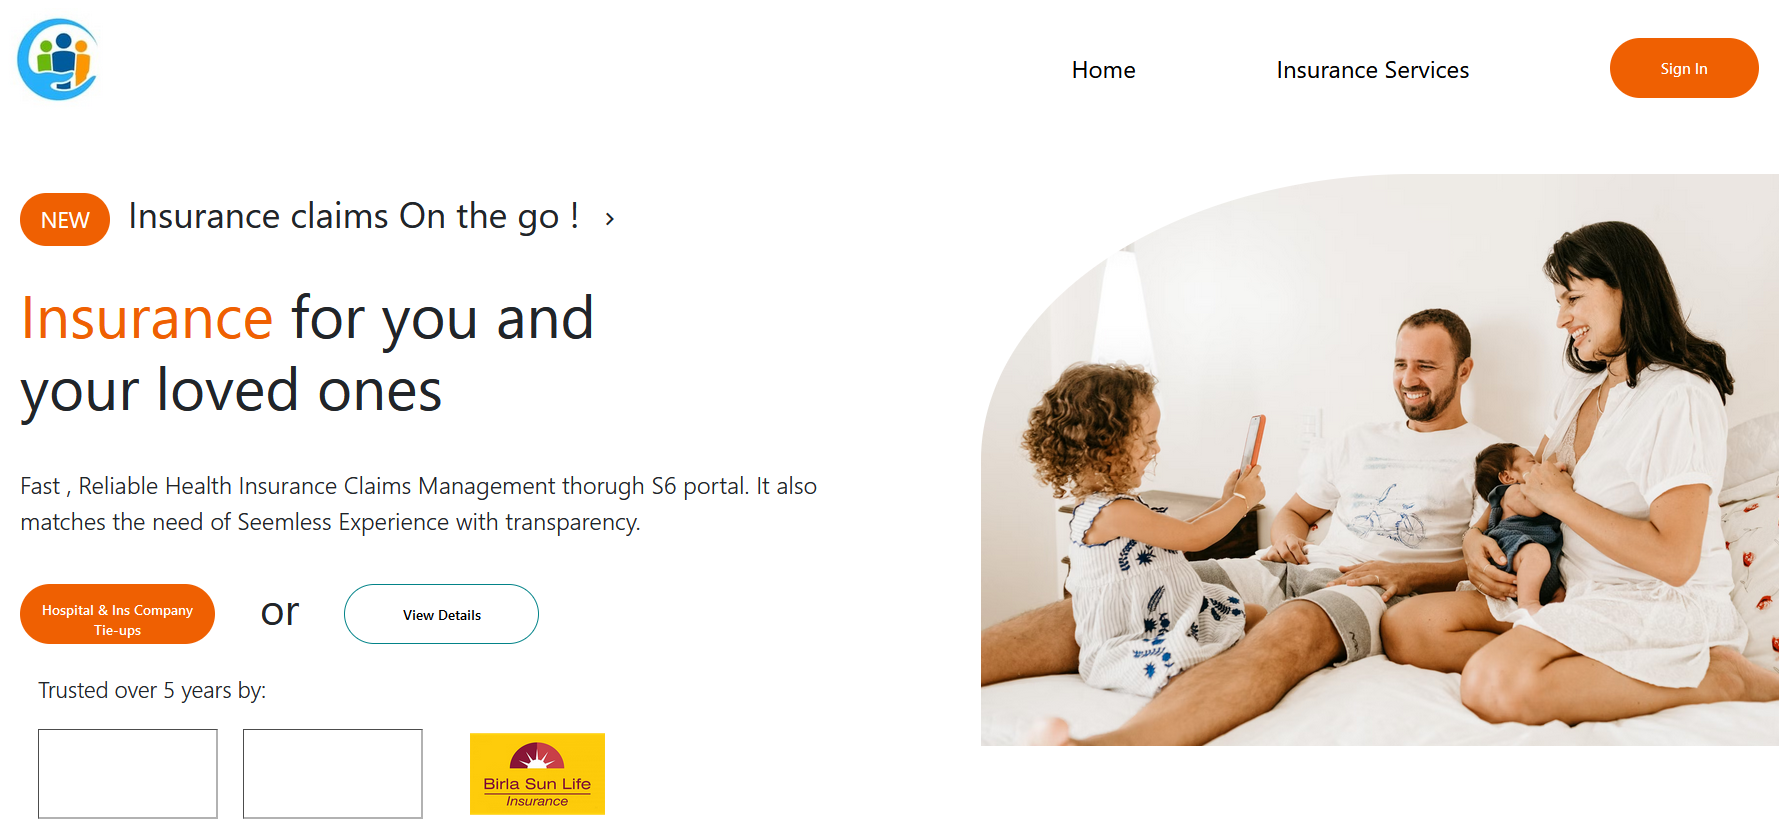 Home
Insurance Services
Sign In
NEW
Insurance claims On the go !
Insurance for you and
your loved ones
Fast , Reliable Health Insurance Claims Management thorugh S6 portal. It also
matches the need of Seemless Experience with transparency.
Hospital & Ins Company
Tie-ups
or
View Details
Trusted over 5 years by:
Birla Sun Life
Insurance